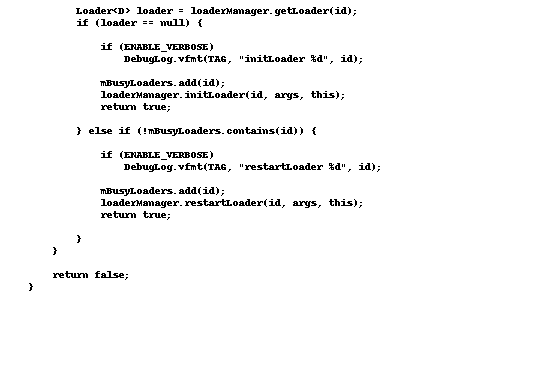 Loader<D> loader = loaderManager.getLoader(id);
        if (loader == null) {

            if (ENABLE_VERBOSE)
                DebugLog.vfmt(TAG, "initLoader %d", id);

            mBusyLoaders.add(id);
            loaderManager.initLoader(id, args, this);
            return true;

        } else if (!mBusyLoaders.contains(id)) {

            if (ENABLE_VERBOSE)
                DebugLog.vfmt(TAG, "restartLoader %d", id);

            mBusyLoaders.add(id);
            loaderManager.restartLoader(id, args, this);
            return true;

        }
    }

    return false;
}